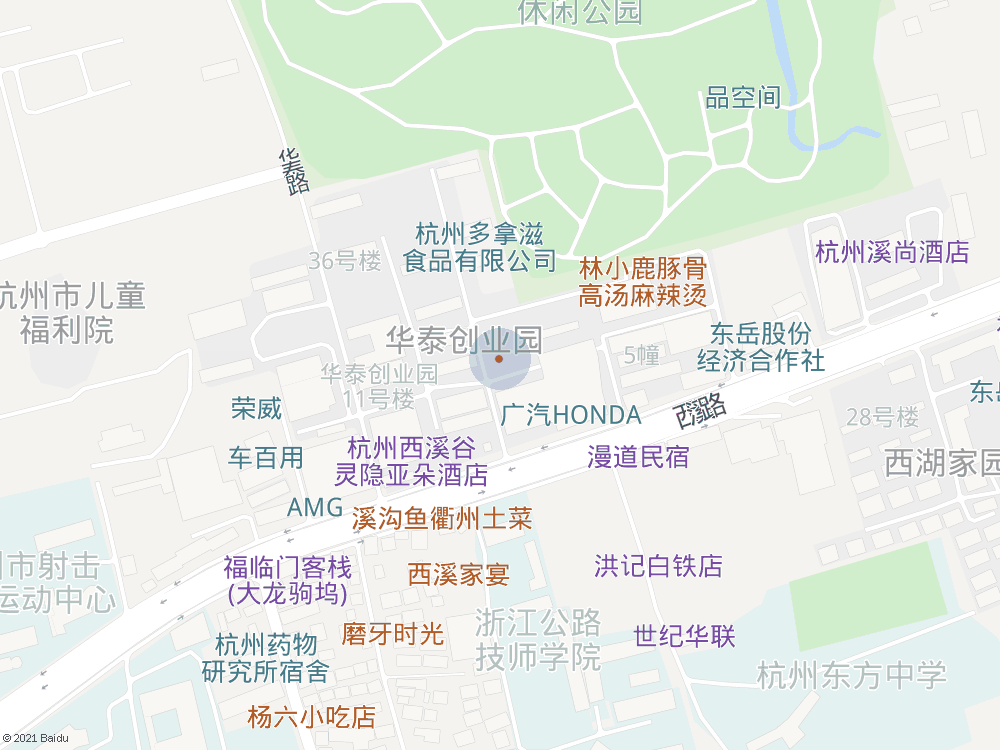 休闲公园
品空间
华泰路
杭州多拿滋
食品有限公司
36号楼
杭州溪尚酒店
林小鹿豚骨
高汤麻辣烫
杭州市儿童
福利院
华泰创业园
东岳股份
经济合作社
5幢
华泰创业园
11号楼
荣威
广汽HONDA
西溪路
28号楼
东岳
车百用
杭州西溪谷
灵隐亚朵酒店
漫道民宿
西湖家园
AMG
溪沟鱼衢州土菜
福临门客栈
(大龙驹坞)
西溪家宴
洪记白铁店
州市射击
运动中心
浙江公路
技师学院
磨牙时光
世纪华联
杭州药物
研究所宿舍
杭州东方中学
杨六小吃店
© 2021 Baidu